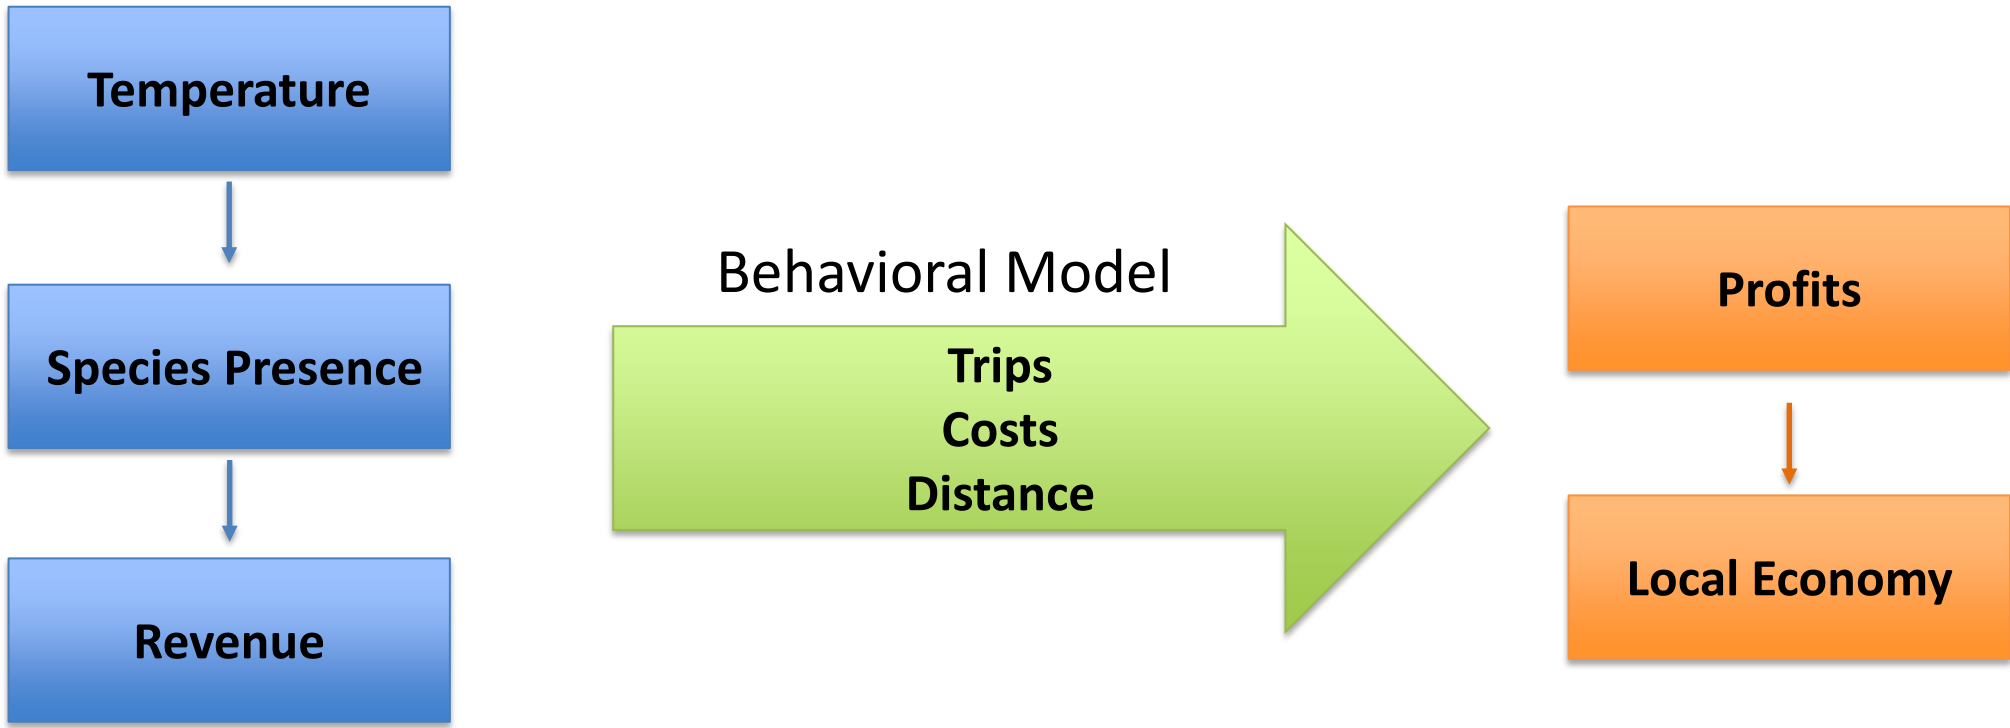 Temperature
Species Presence
Revenue
Behavioral Model
Trips
Costs
Distance
Profits
Local Economy